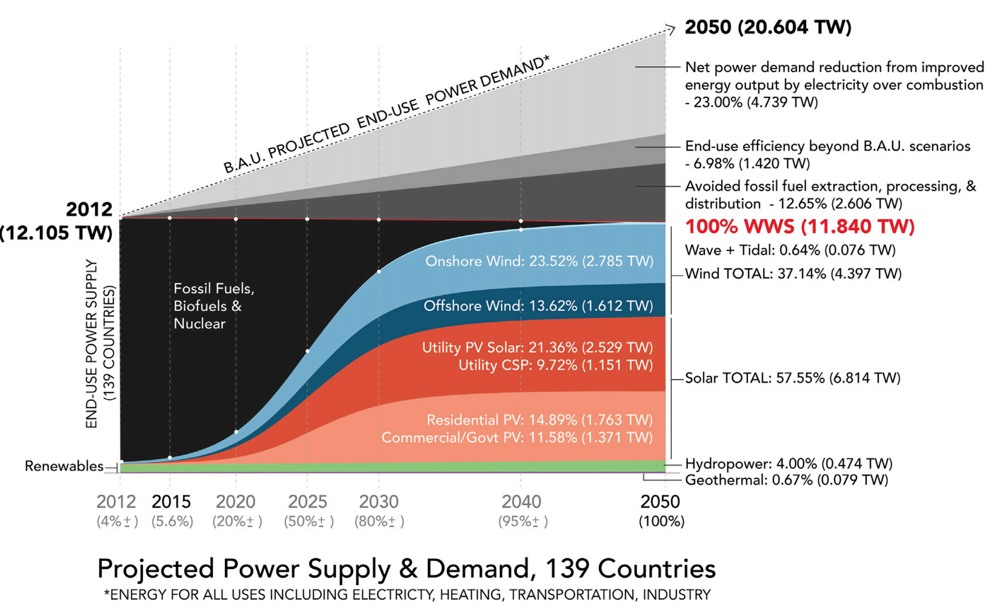 2050 (20.604 TW)
B.A.U. PROJECTED END-USE POWER DEMAND*
Net power demand reduction from improved
energy output by electricity over combustion
- 23.00% (4.739 TW)
End-use efficiency beyond B.A.U. scenarios
- 6.98% (1.420 TW)
Avoided fossil fuel extraction, processing, &
distribution - 12.65% (2.606 TW)
2012
(12.105 TW)
100% WWS (11.840 TW)
Wave + Tidal: 0.64% (0.076 TW)
Wind TOTAL: 37.14% (4.397 TW)
Onshore Wind: 23.52% (2.785 TW)
Offshore Wind: 13.62% (1.612 TW)
Fossil Fuels,
Biofuels &
Nuclear
END-USE POWER SUPPLY
(139 COUNTRIES)
Utility PV Solar: 21.36% (2.529 TW)
Utility CSP: 9.72% (1.151 TW)
Solar TOTAL: 57.55% (6.814 TW)
Residential PV: 14.89% (1.763 TW)
Commercial/Govt PV: 11.58% (1.371 TW)
Renewables
Hydropower: 4.00% (0.474 TW)
Geothermal: 0.67% (0.079 TW)
2012 2015 2020 2025 2030 2040 2050
(4%±) (5.6%) (20%± ) (50%± ) (80%± ) (95%± ) (100%)
Projected Power Supply & Demand, 139 Countries
*ENERGY FOR ALL USES INCLUDING ELECTRICTY, HEATING, TRANSPORTATION, INDUSTRY